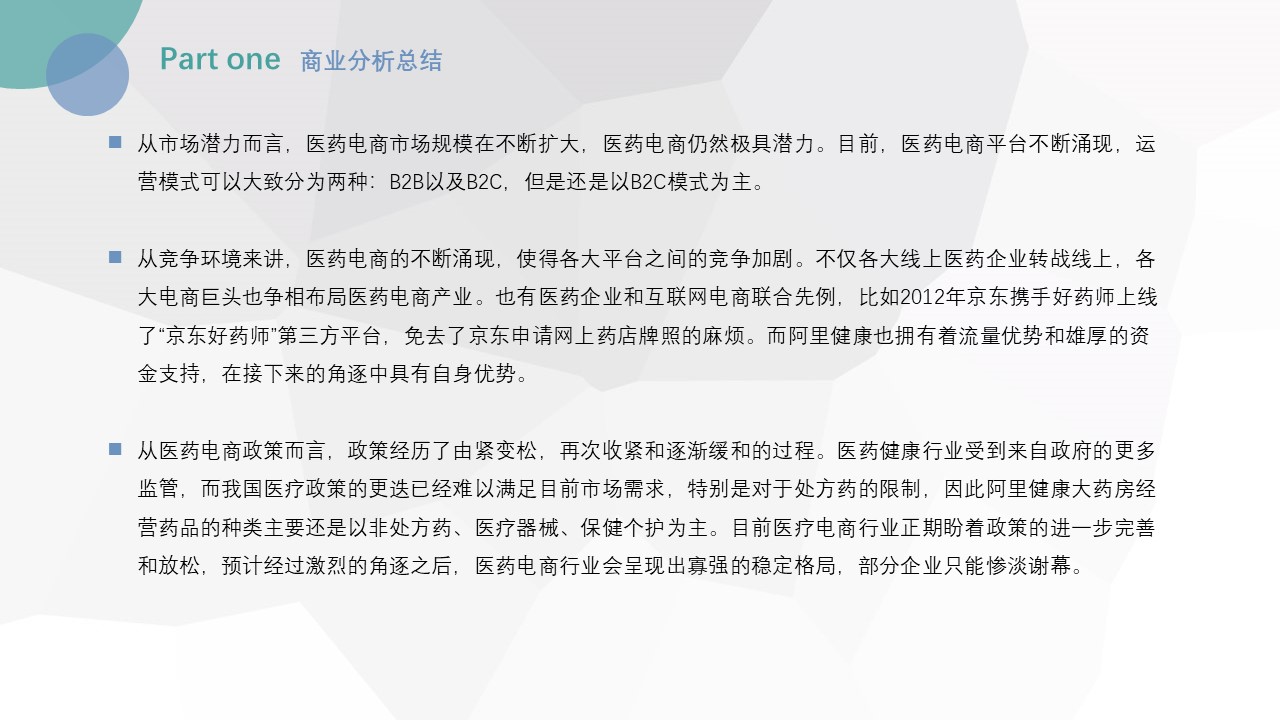 Part one 商业分析总结
从市场潜力而言，医药电商市场规模在不断扩大，医药电商仍然极具潜力。目前，医药电商平台不断涌现，运
营模式可以大致分为两种：B2B以及B2C，但是还是以B2C模式为主。
从竞争环境来讲，医药电商的不断涌现，使得各大平台之间的竞争加剧。不仅各大线上医药企业转战线上，各
大电商巨头也争相布局医药电商产业。也有医药企业和互联网电商联合先例，比如2012年京东携手好药师上线
了“京东好药师”第三方平台，免去了京东申请网上药店牌照的麻烦。而阿里健康也拥有着流量优势和雄厚的资
金支持，在接下来的角逐中具有自身优势。
从医药电商政策而言，政策经历了由紧变松，再次收紧和逐渐缓和的过程。医药健康行业受到来自政府的更多
监管，而我国医疗政策的更迭已经难以满足目前市场需求，特别是对于处方药的限制，因此阿里健康大药房经
营药品的种类主要还是以非处方药、医疗器械、保健个护为主。目前医疗电商行业正期盼着政策的进一步完善
和放松，预计经过激烈的角逐之后，医药电商行业会呈现出寡强的稳定格局，部分企业只能惨淡谢幕。